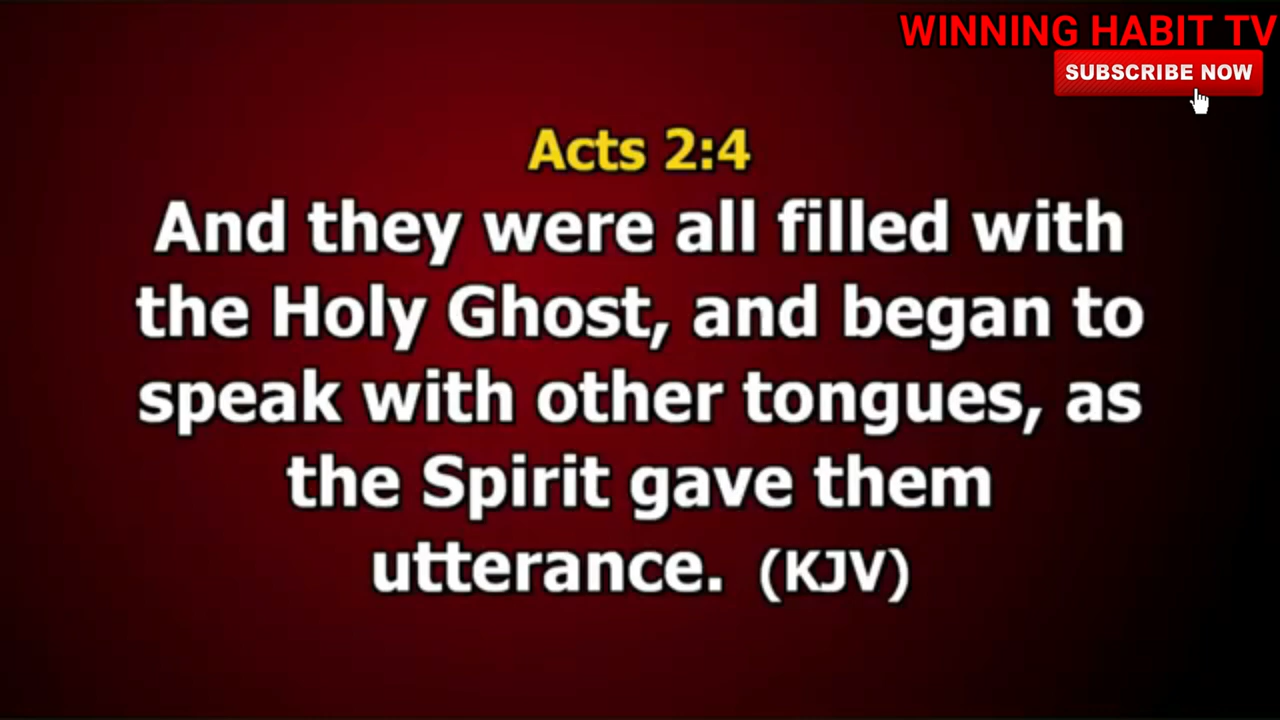 WINNING HABIT TV
SUBSCRIBE NOW
Acts 2:4
And they were all filled with
the Holy Ghost, and began to
speak with other tongues, as
the Spirit gave them
utterance. (KJV)